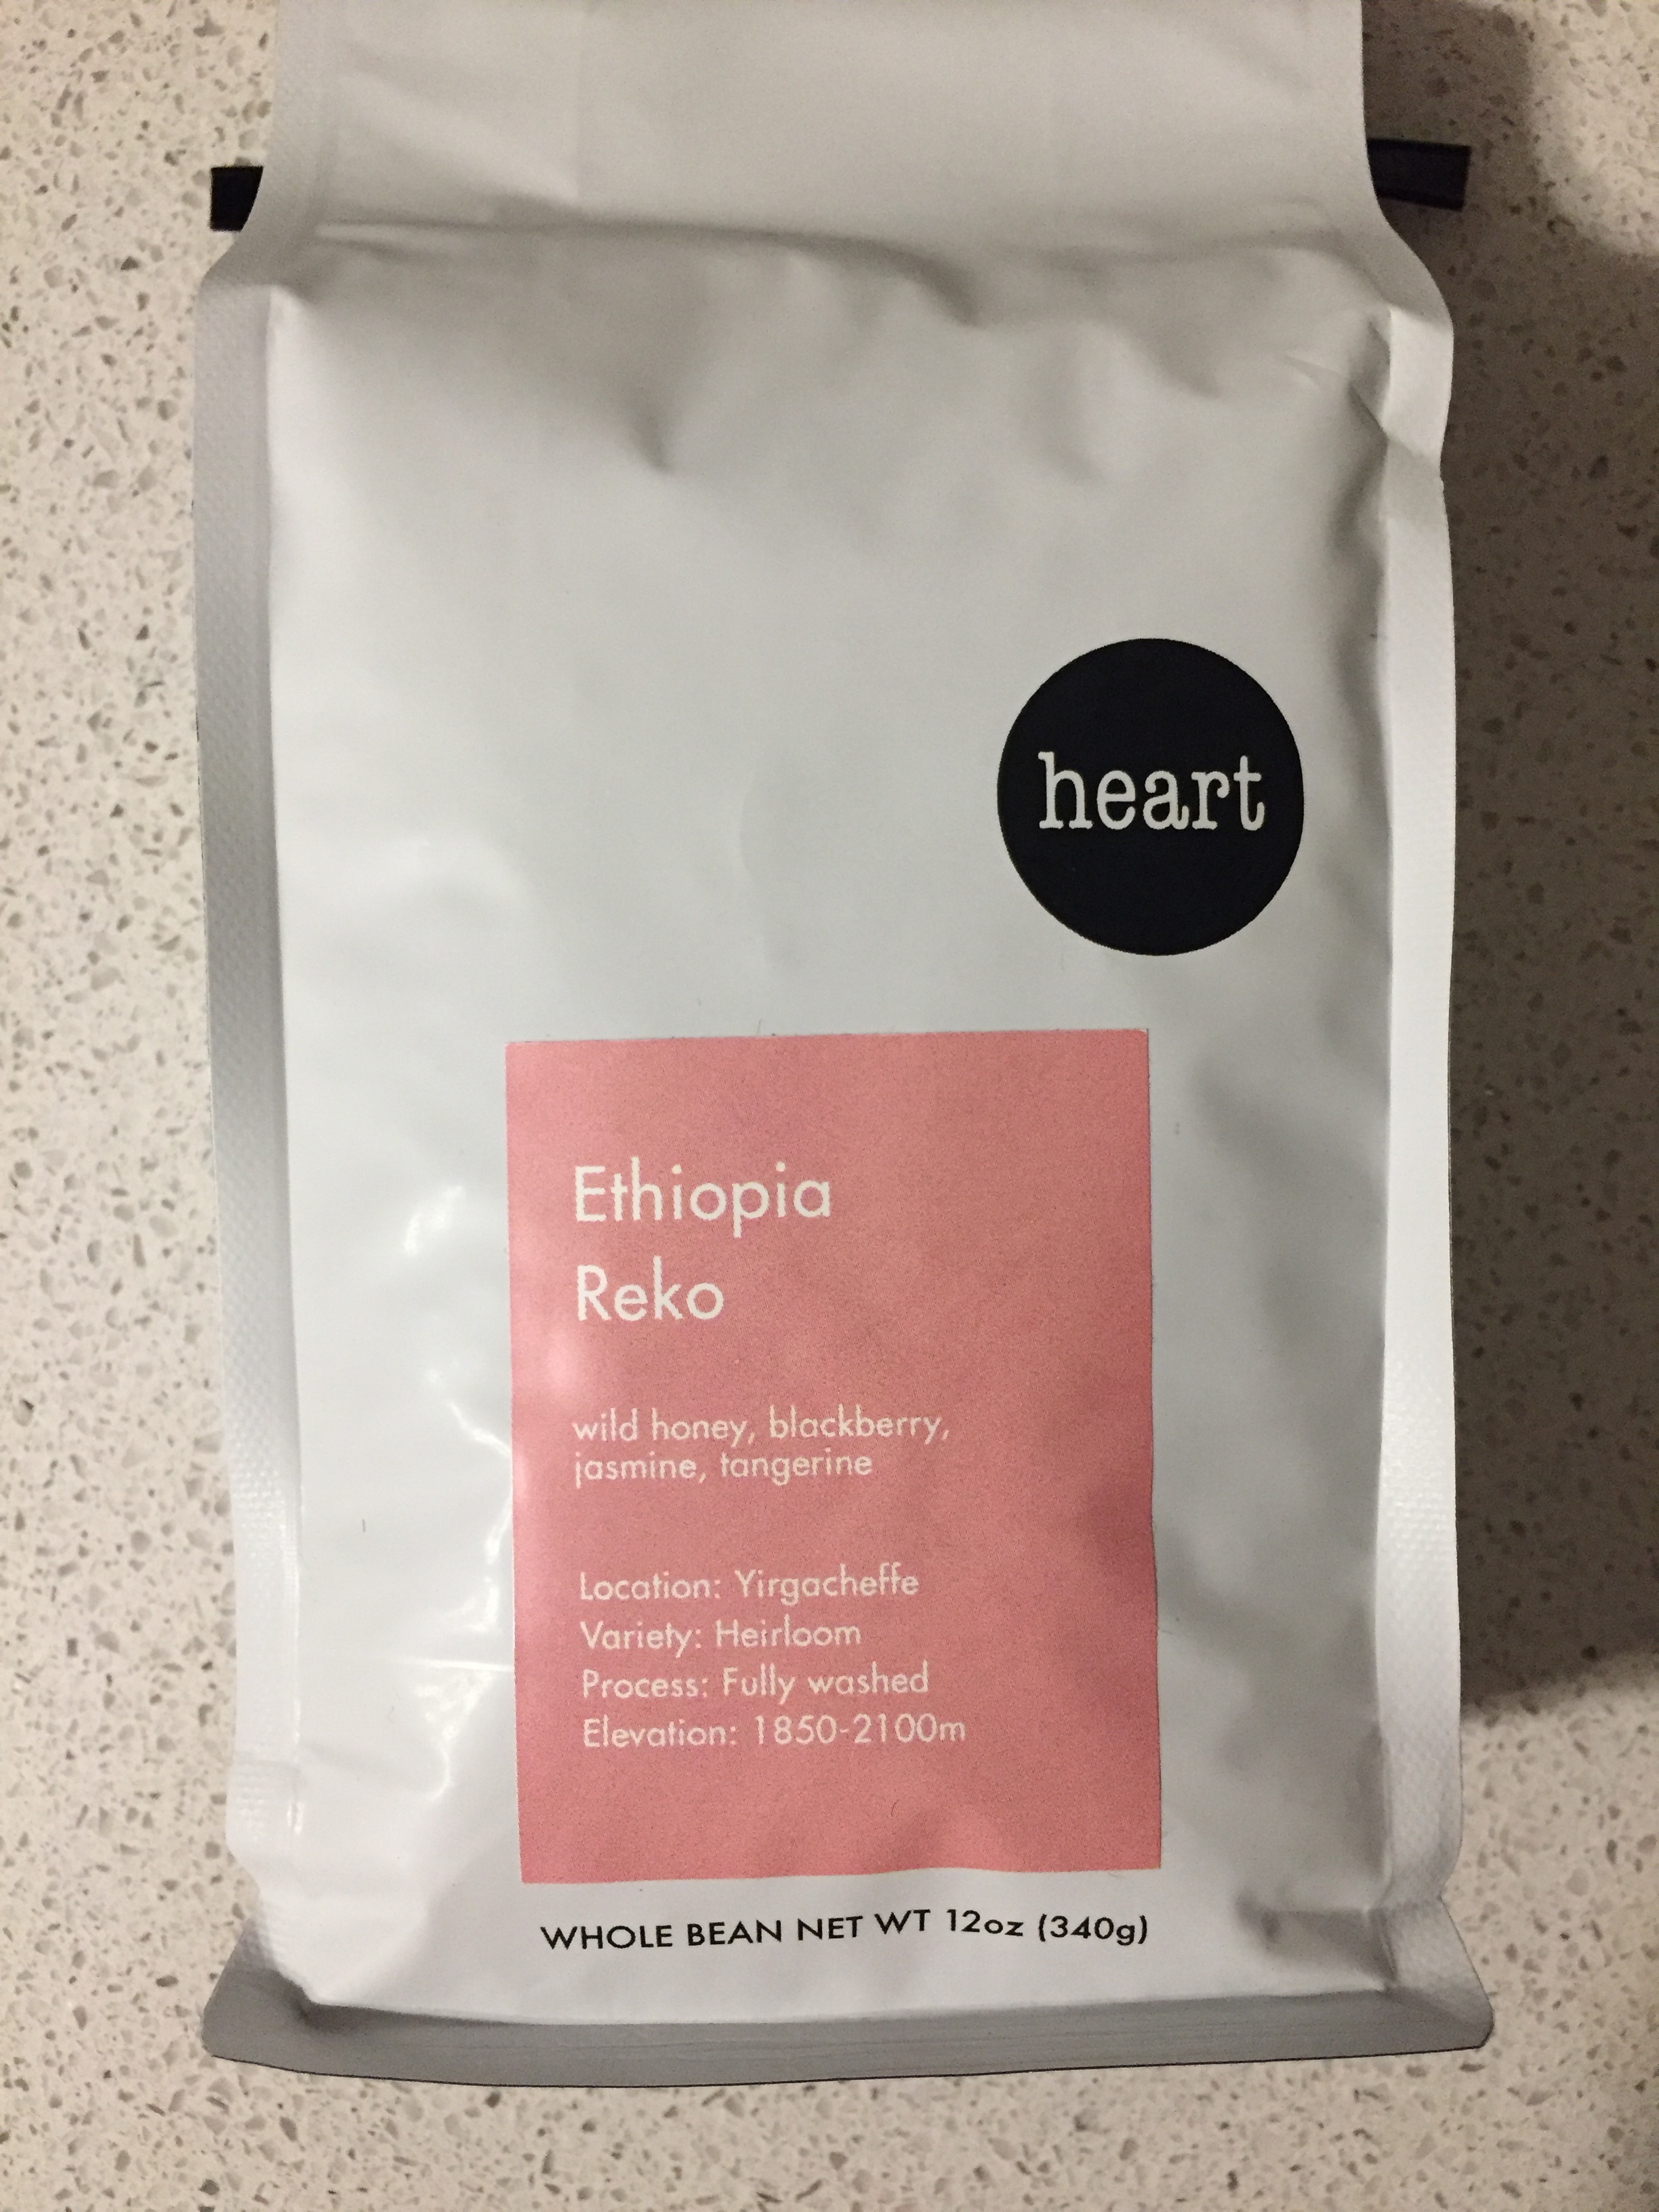 heart
Ethiopia
Reko
wild honey, blackberry,
jasmine, tangerine
Location: Yirgacheffe
Variety: Heirloom
Process: Fully washed
Elevation: 1850-2100m
WHOLE BEAN NET WT 12oz (340g)